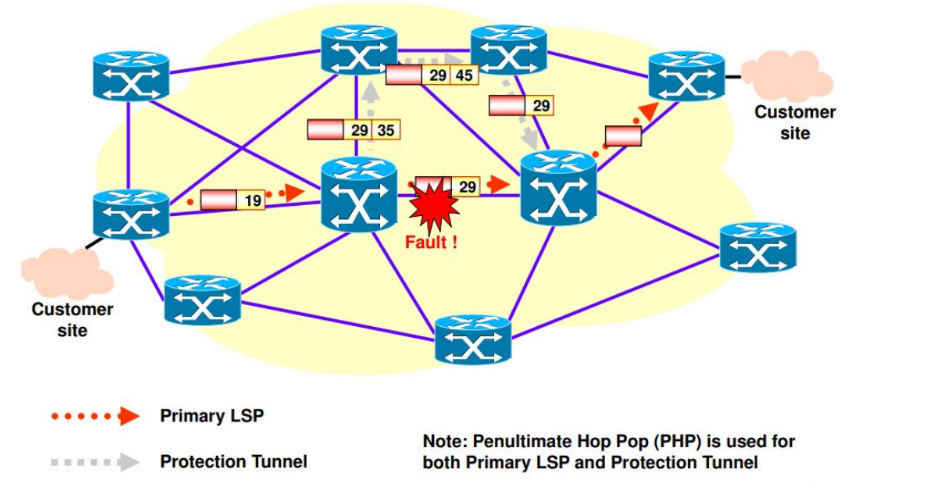 29 45
29
Customer
site
29 35
19
29
Fault !
Customer
site
Primary LSP
Protection Tunnel
Note: Penultimate Hop Pop (PHP) is used for
both Primary LSP and Protection Tunnel